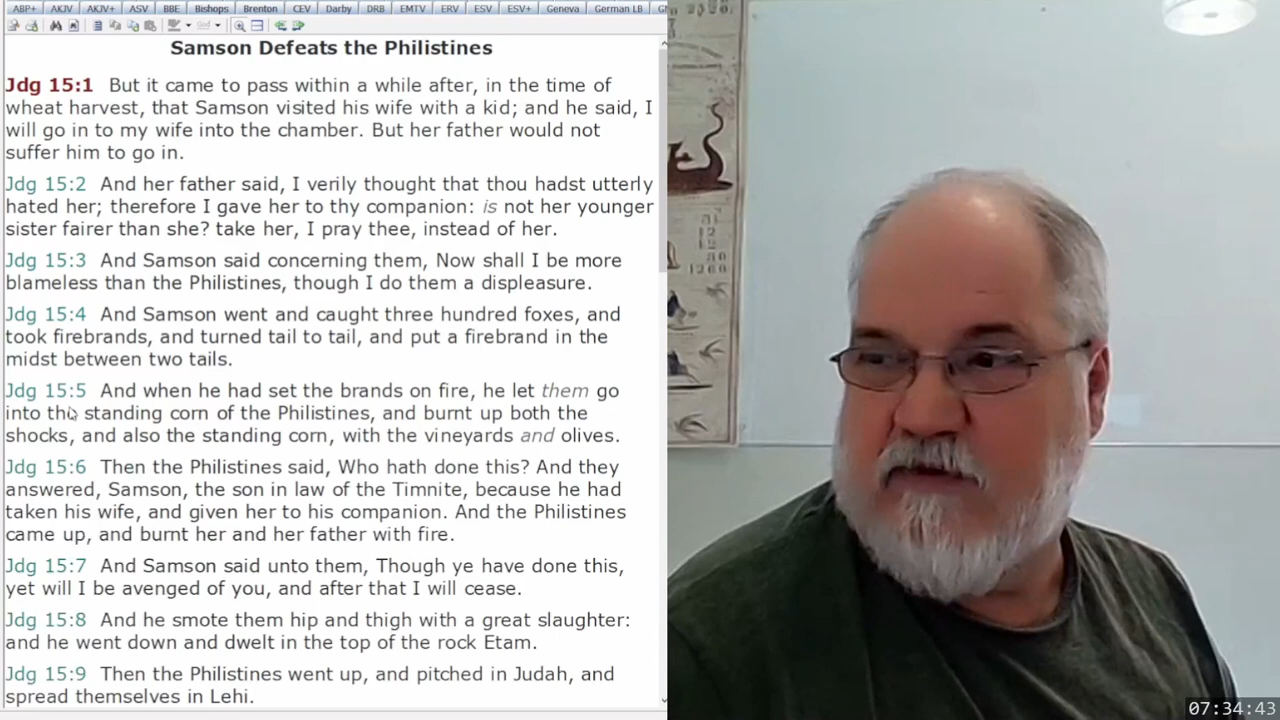 ABP+ AKJV AKJV+ ASV BBE Bishops Brenton CEV Darby DRB EMTV ERV ESV ESV+ Geneva German LB
Samson Defeats the Philistines
Jdg 15:1 But it came to pass within a while after, in the time of
wheat harvest, that Samson visited his wife with a kid; and he said, I
will go in to my wife into the chamber. But her father would not
suffer him to go in.
Jdg 15:2 And her father said, I verily thought that thou hadst utterly
hated her; therefore I gave her to thy companion: is not her younger
sister fairer than she? take her, I pray thee, instead of her.
Jdg 15:3 And Samson said concerning them, Now shall I be more
blameless than the Philistines, though I do them a displeasure.
Jdg 15:4 And Samson went and caught three hundred foxes, and
took firebrands, and turned tail to tail, and put a firebrand in the
midst between two tails.
Jdg 15:5 And when he had set the brands on fire, he let them go
into the standing corn of the Philistines, and burnt up both the
shocks, and also the standing corn, with the vineyards and olives.
Jdg 15:6 Then the Philistines said, Who hath done this? And they
answered, Samson, the son in law of the Timnite, because he had
taken his wife, and given her to his companion. And the Philistines
came up, and burnt her and her father with fire.
Jdg 15:7 And Samson said unto them, Though ye have done this,
yet will I be avenged of you, and after that I will cease.
Jdg 15:8 And he smote them hip and thigh with a great slaughter:
and he went down and dwelt in the top of the rock Etam.
Jdg 15:9 Then the Philistines went up, and pitched in Judah, and
spread themselves in Lehi.
1260
07:34:43